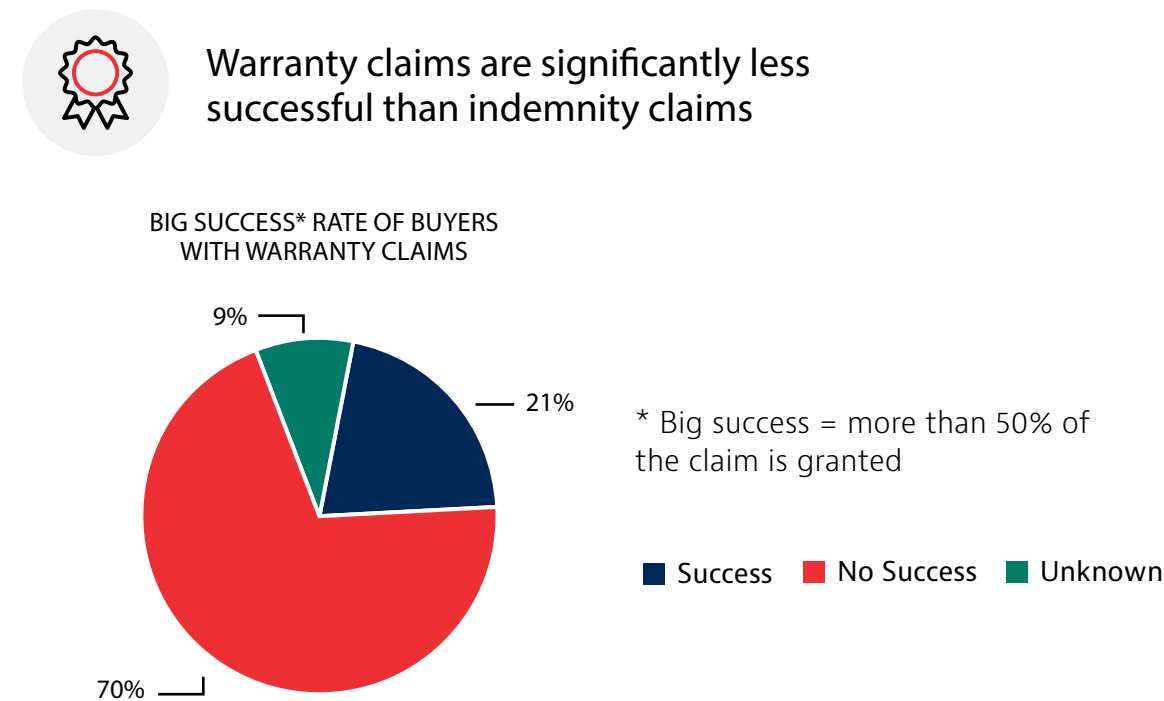 Warranty claims are significantly less
successful than indemnity claims
BIG SUCCESS* RATE OF BUYERS
WITH WARRANTY CLAIMS
9%
21%
70%
* Big success = more than 50% of
the claim is granted
Success
No Success
Unknown